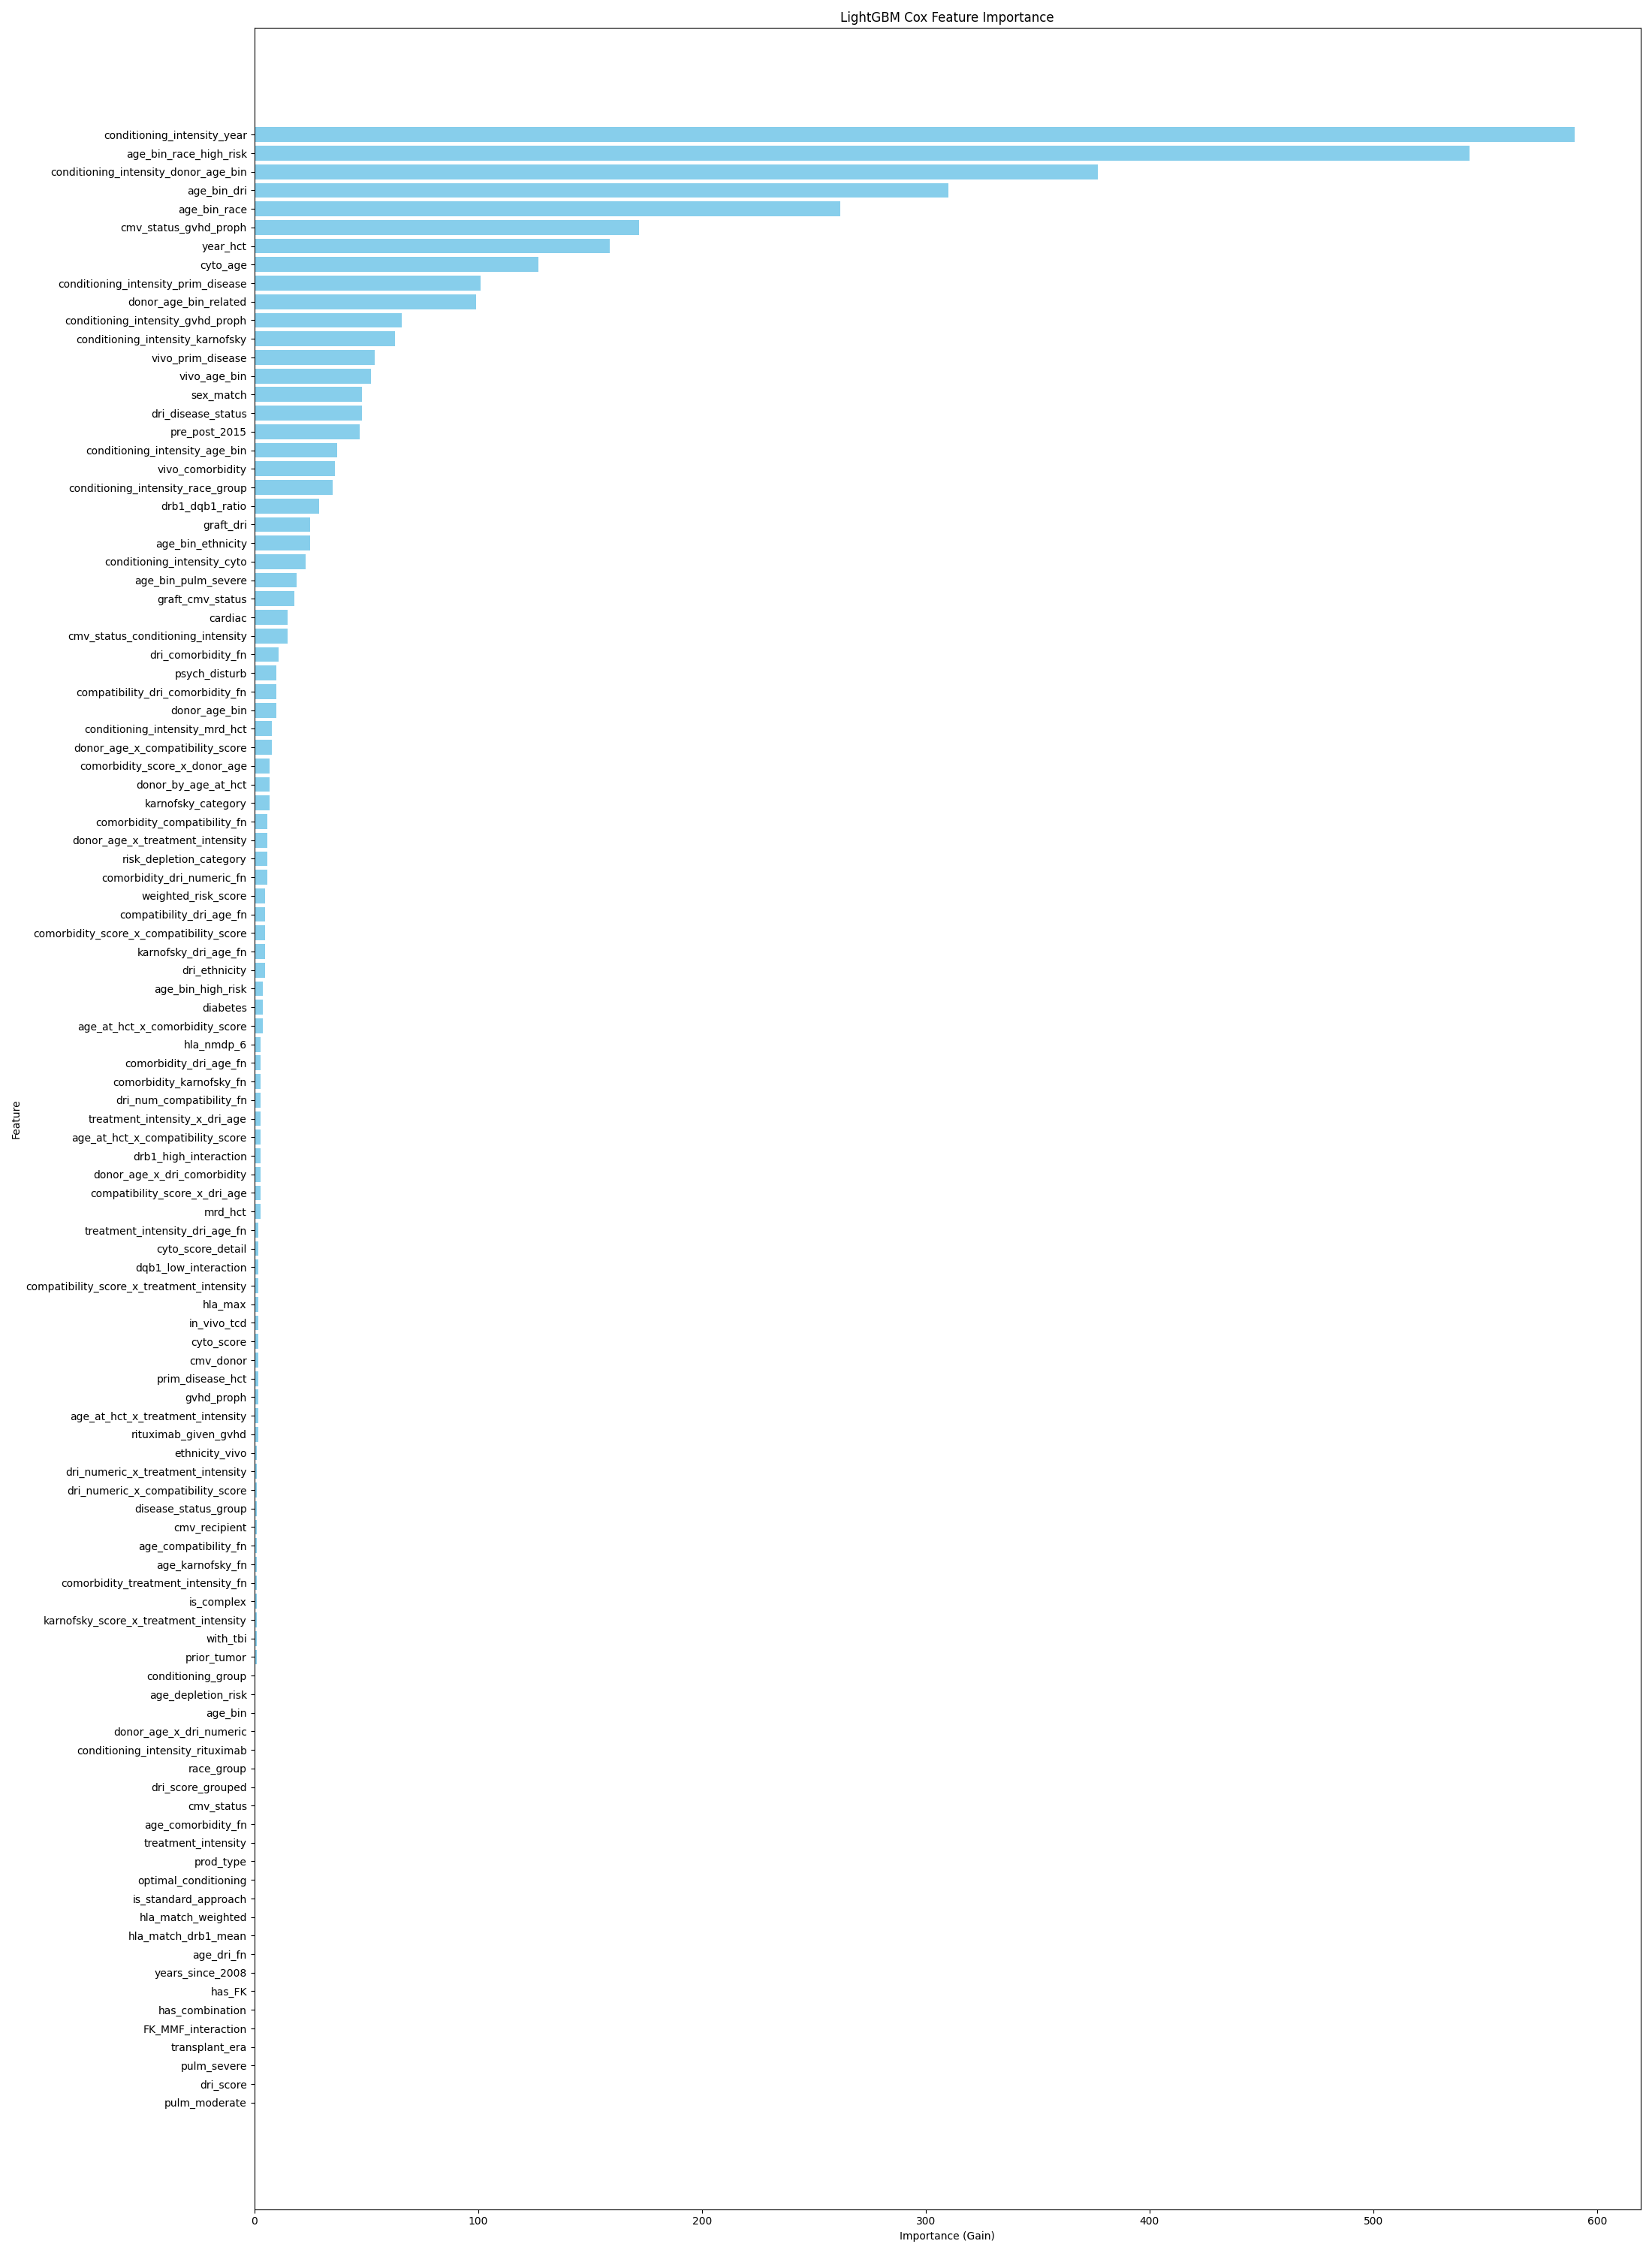 LightGBM Cox Feature Importance
conditioning_intensity_year
age_bin_race_high_risk
conditioning_intensity_donor_age_bin
age_bin_dri
age_bin_race
cmv_status_gvhd_proph
year_hct
cyto_age
conditioning_intensity_prim_disease
donor_age_bin_related
conditioning_intensity_gvhd_proph
conditioning_intensity_karnofsky
vivo_prim_disease
vivo_age_bin
sex_match
dri_disease_status
pre_post_2015
conditioning_intensity_age_bin
vivo_comorbidity
conditioning_intensity_race_group
drb1_dqb1_ratio
graft_dri
age_bin_ethnicity
conditioning_intensity_cyto
age_bin_pulm_severe
graft_cmv_status
cardiac
cmv_status_conditioning_intensity
dri_comorbidity_fn
psych_disturb
compatibility_dri_comorbidity_fn
donor_age_bin
conditioning_intensity_mrd_hct
donor_age_x_compatibility_score
comorbidity_score_x_donor_age
donor_by_age_at_hct
karnofsky_category
comorbidity_compatibility_fn
donor_age_x_treatment_intensity
risk_depletion_category
comorbidity_dri_numeric_fn
weighted_risk_score
compatibility_dri_age_fn
comorbidity_score_x_compatibility_score
karnofsky_dri_age_fn
dri_ethnicity
age_bin_high_risk
diabetes
age_at_hct_x_comorbidity_score
hla_nmdp_6
comorbidity_dri_age_fn
comorbidity_karnofsky_fn
dri_num_compatibility_fn
treatment_intensity_x_dri_age
age_at_hct_x_compatibility_score
drb1_high_interaction
donor_age_x_dri_comorbidity
compatibility_score_x_dri_age
mrd_hct
treatment_intensity_dri_age_fn
cyto_score_detail
dqb1_low_interaction
compatibility_score_x_treatment_intensity
hla_max
in_vivo_tcd
cyto_score
cmv_donor
prim_disease_hct
gvhd_proph
age_at_hct_x_treatment_intensity
rituximab_given_gvhd
ethnicity_vivo
dri_numeric_x_treatment_intensity
dri_numeric_x_compatibility_score
disease_status_group
cmv_recipient
age_compatibility_fn
age_karnofsky_fn
comorbidity_treatment_intensity_fn
is_complex
karnofsky_score_x_treatment_intensity
with_tbi
prior_tumor
conditioning_group
age_depletion_risk
age_bin
donor_age_x_dri_numeric
conditioning_intensity_rituximab
race_group
dri_score_grouped
cmv_status
age_comorbidity_fn
treatment_intensity
prod_type
optimal_conditioning
is_standard_approach
hla_match_weighted
hla_match_drb1_mean
age_dri_fn
years_since_2008
has_FK
has_combination
FK_MMF_interaction
transplant_era
pulm_severe
dri_score
pulm_moderate
Feature
0 100 200 300 400 500 600
Importance (Gain)